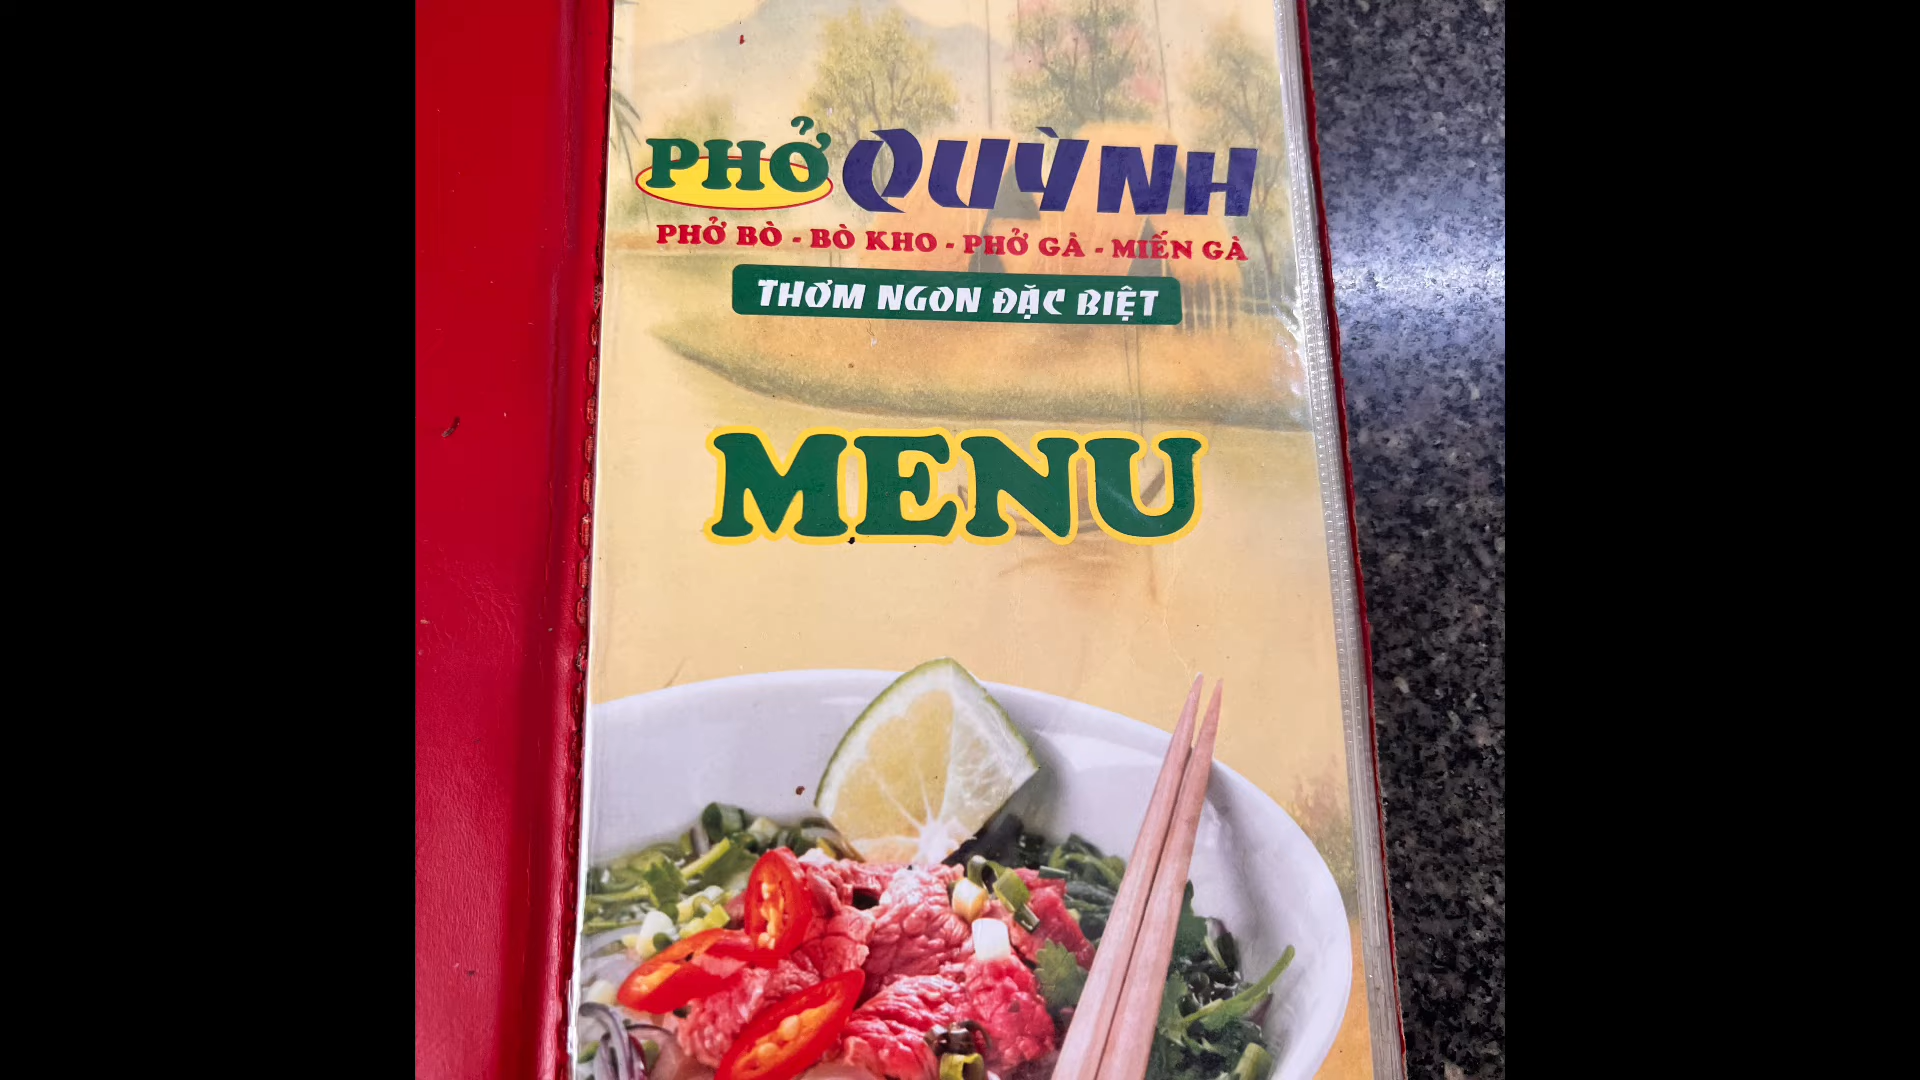 PHỞ QUỲNH
PHỞ BÒ - BÒ KHO - PHỞ GÀ - MIẾN GÀ
THƠM NGON ĐẶC BIỆT
MENU